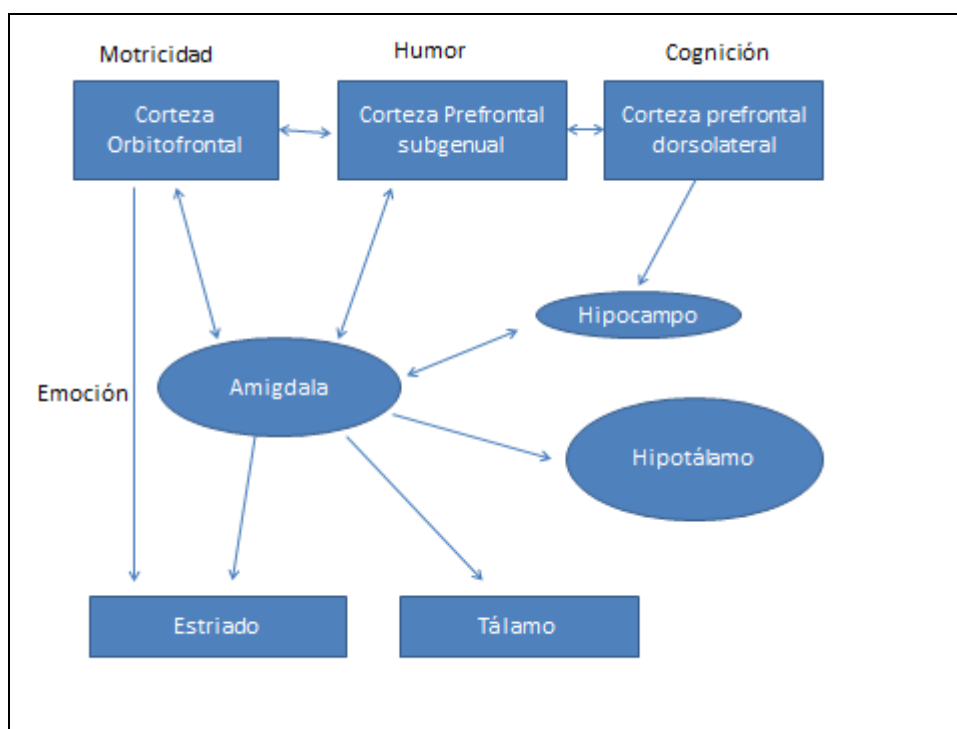 Motricidad
Humor
Cognición
Corteza
Orbitofrontal
Corteza Prefrontal
subgenual
Corteza prefrontal
dorsolateral
Hipocampo
Emoción
Amigdala
Hipotálamo
Estriado
Tálamo